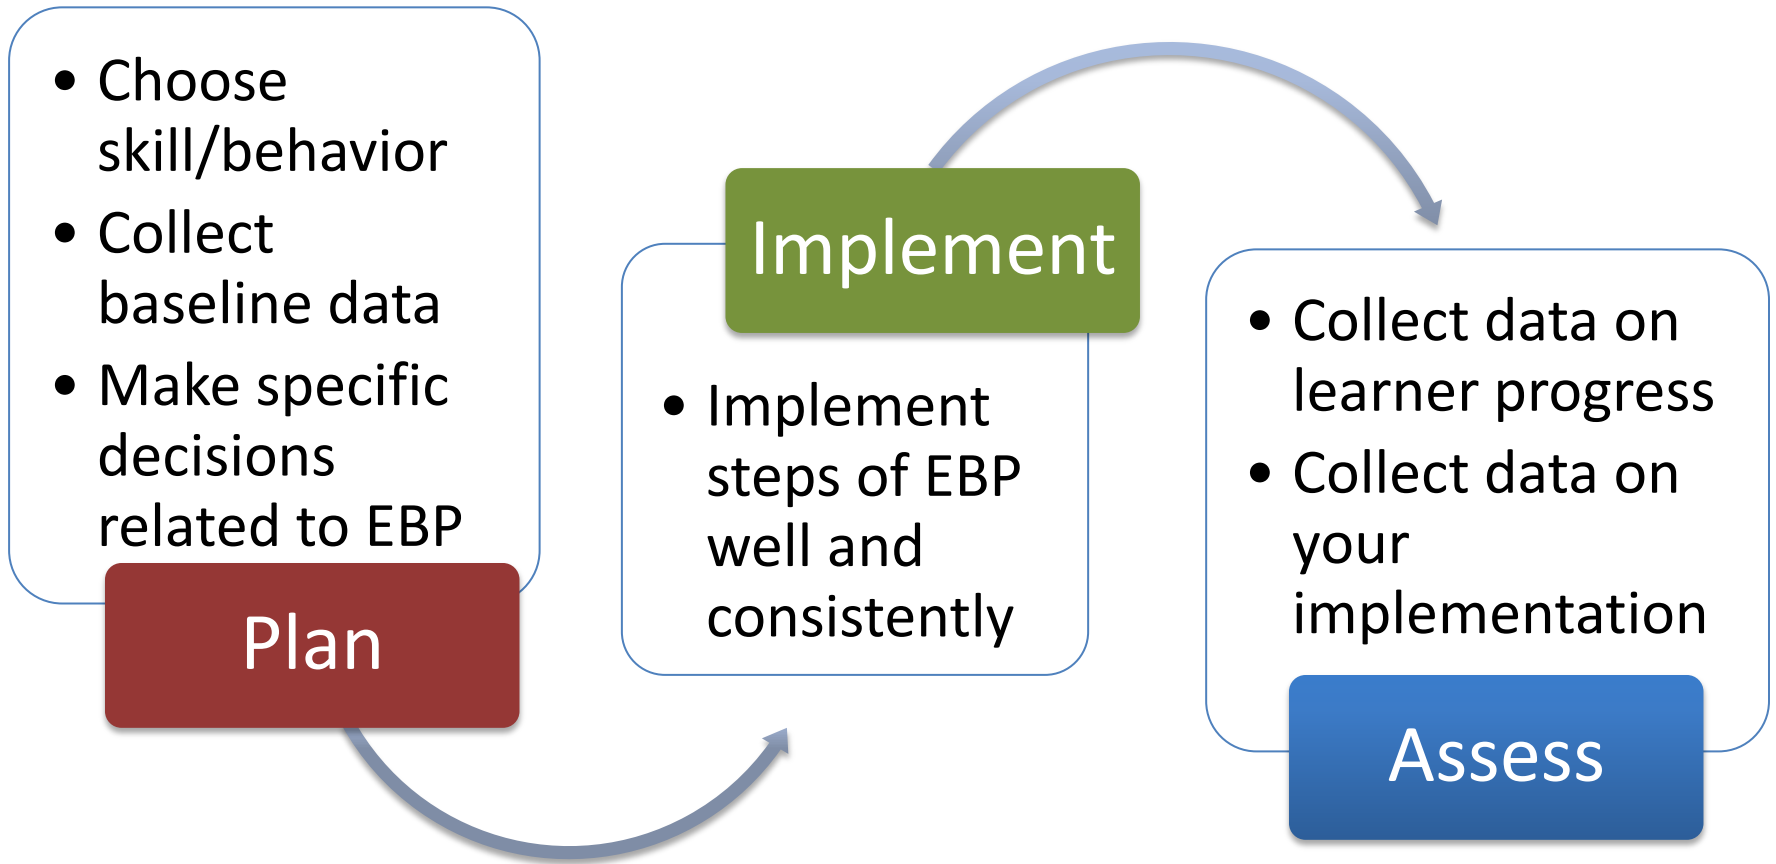 • Choose
skill/behavior
• Collect
baseline data
• Make specific
decisions
related to EBP
Plan
Implement
• Implement
steps of EBP
well and
consistently
• Collect data on
learner progress
• Collect data on
your
implementation
Assess